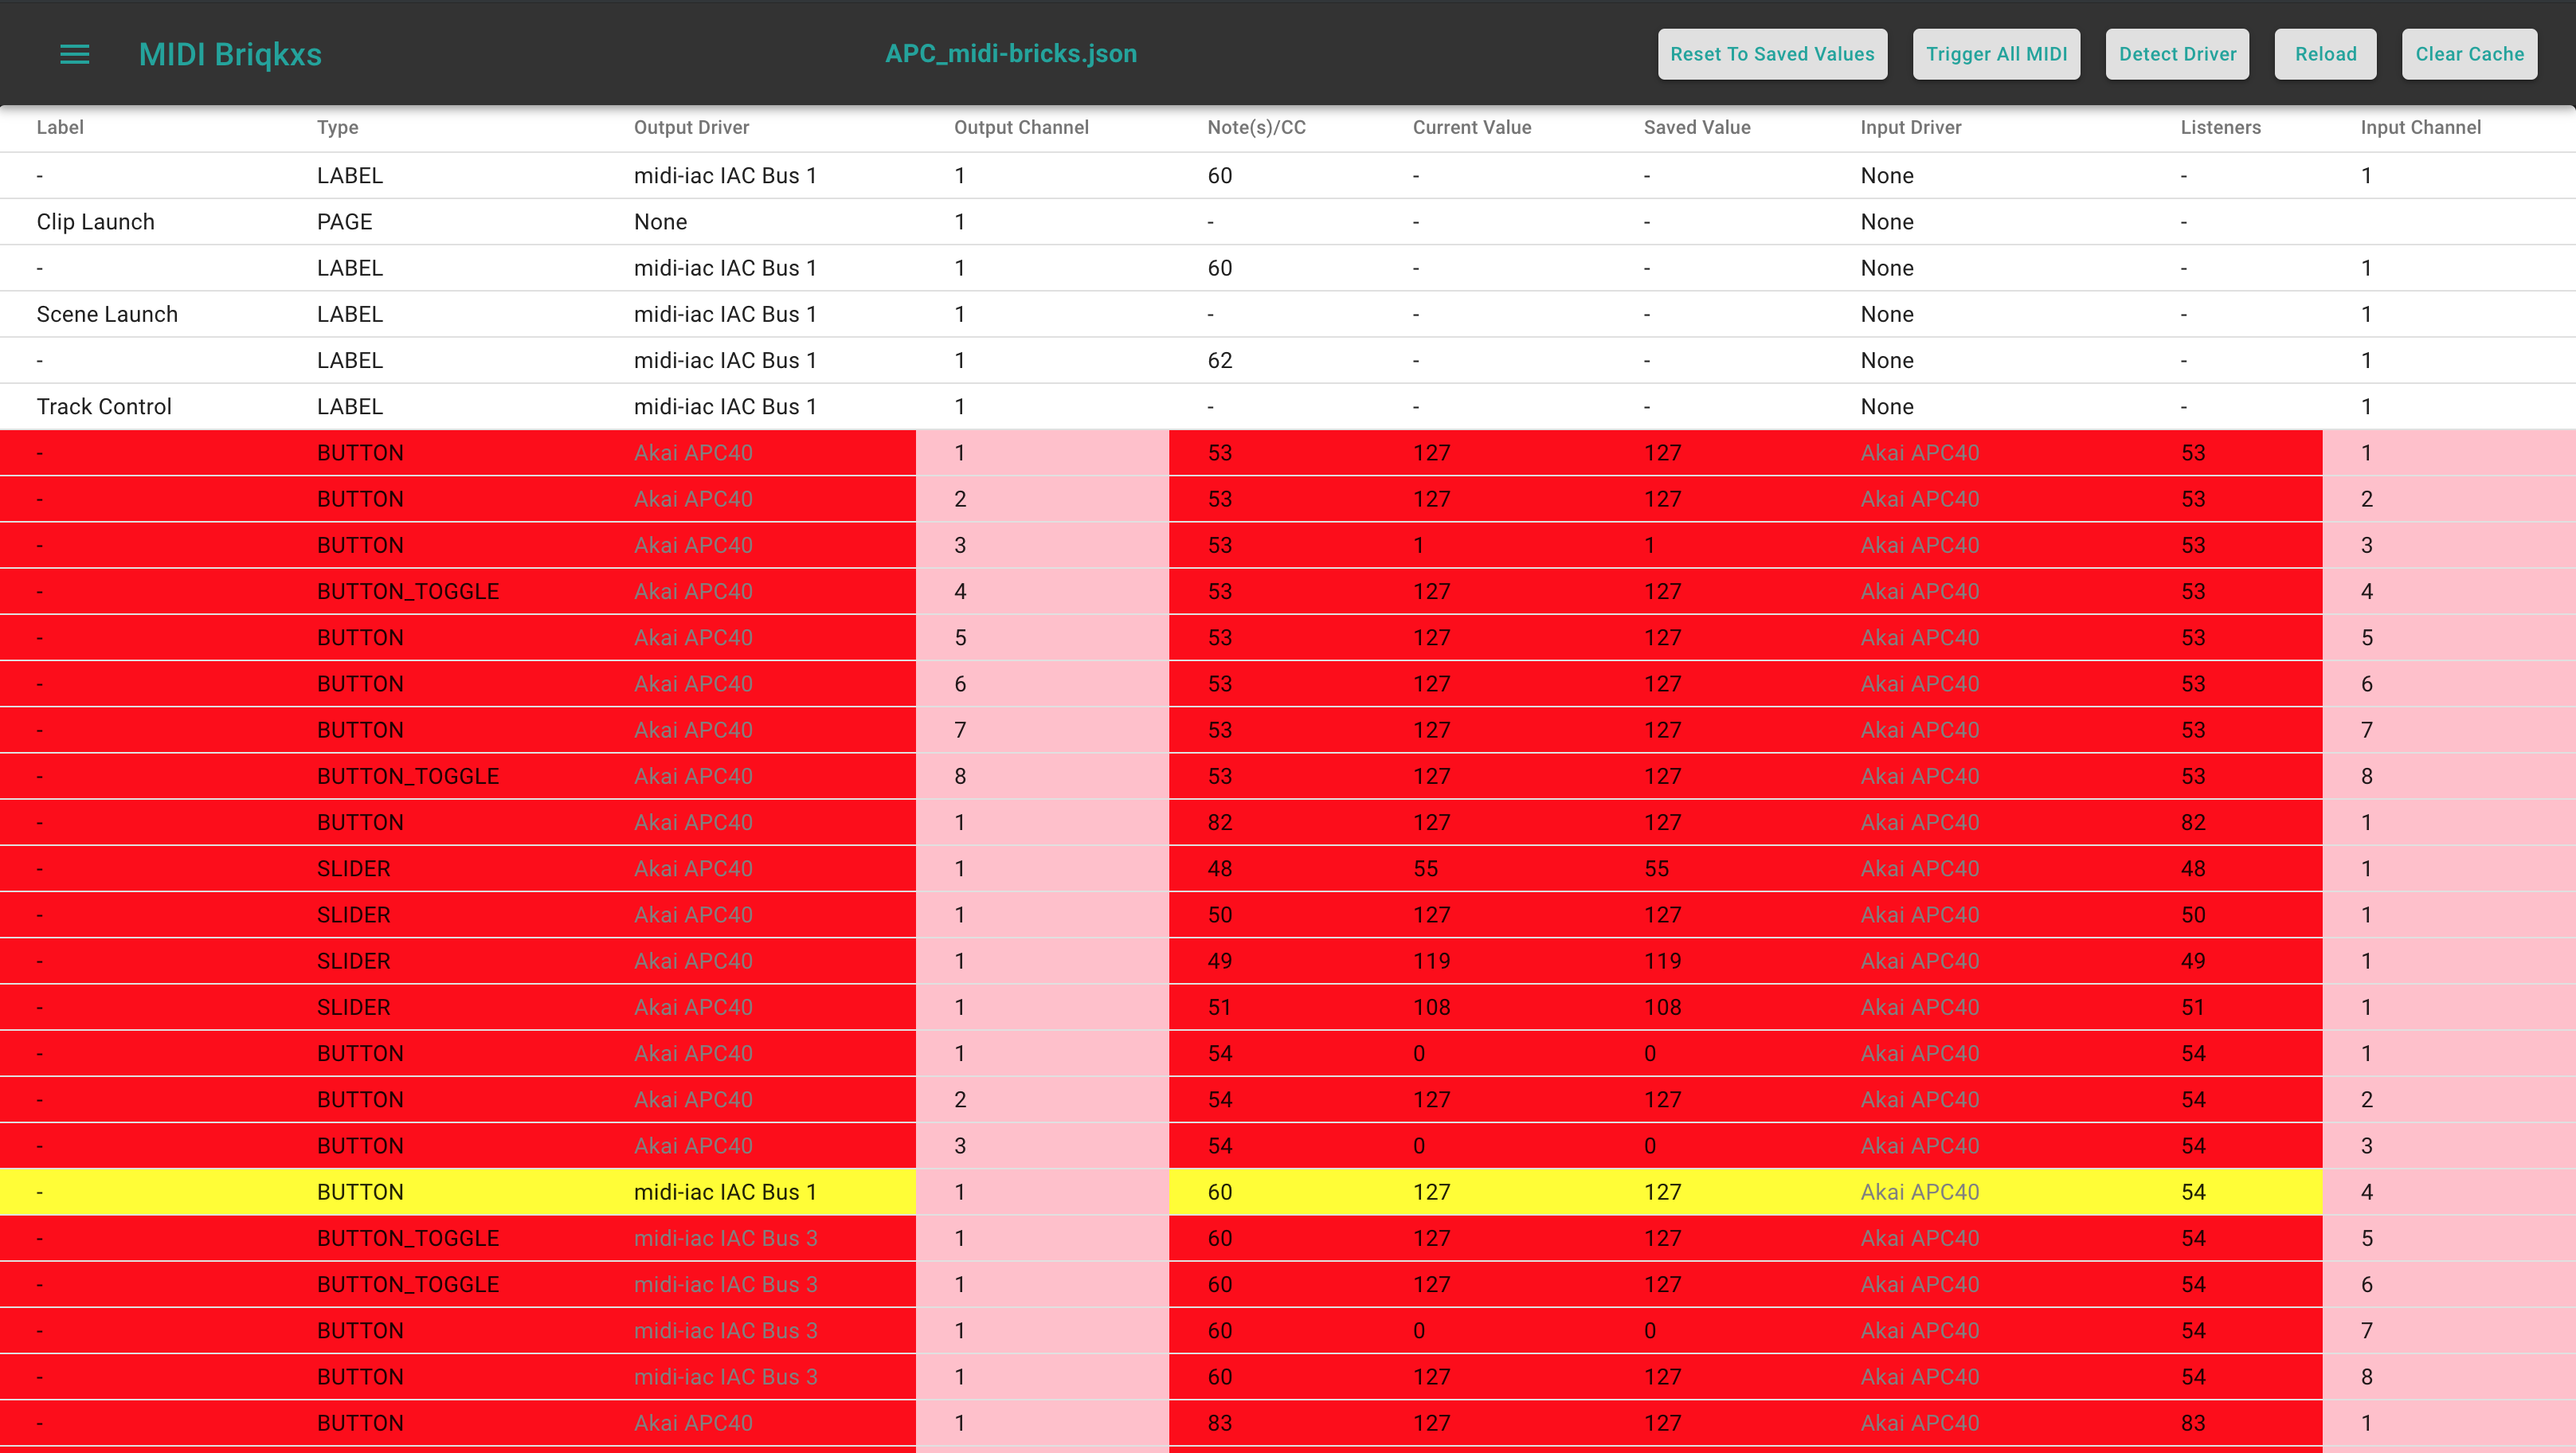 MIDI Briqkxs APC_midi-bricks.json Reset To Saved Values Trigger All MIDI Detect Driver Reload Clear Cache
Label Type Output Driver Output Channel Note(s)/CC Current Value Saved Value Input Driver Listeners Input Channel
- LABEL midi-iac IAC Bus 1 1 60 - - None - 1
Clip Launch PAGE None 1 - - - None -
- LABEL midi-iac IAC Bus 1 1 60 - - None - 1
Scene Launch LABEL midi-iac IAC Bus 1 1 - - - None - 1
- LABEL midi-iac IAC Bus 1 1 62 - - None - 1
Track Control LABEL midi-iac IAC Bus 1 1 - - - None - 1
- BUTTON Akai APC40 1 53 127 127 Akai APC40 53 1
- BUTTON Akai APC40 2 53 127 127 Akai APC40 53 2
- BUTTON Akai APC40 3 53 1 1 Akai APC40 53 3
- BUTTON_TOGGLE Akai APC40 4 53 127 127 Akai APC40 53 4
- BUTTON Akai APC40 5 53 127 127 Akai APC40 53 5
- BUTTON Akai APC40 6 53 127 127 Akai APC40 53 6
- BUTTON Akai APC40 7 53 127 127 Akai APC40 53 7
- BUTTON_TOGGLE Akai APC40 8 53 127 127 Akai APC40 53 8
- BUTTON Akai APC40 1 82 127 127 Akai APC40 82 1
- SLIDER Akai APC40 1 48 55 55 Akai APC40 48 1
- SLIDER Akai APC40 1 50 127 127 Akai APC40 50 1
- SLIDER Akai APC40 1 49 119 119 Akai APC40 49 1
- SLIDER Akai APC40 1 51 108 108 Akai APC40 51 1
- BUTTON Akai APC40 1 54 0 0 Akai APC40 54 1
- BUTTON Akai APC40 2 54 127 127 Akai APC40 54 2
- BUTTON Akai APC40 3 54 0 0 Akai APC40 54 3
- BUTTON midi-iac IAC Bus 1 1 60 127 127 Akai APC40 54 4
- BUTTON_TOGGLE midi-iac IAC Bus 3 1 60 127 127 Akai APC40 54 5
- BUTTON_TOGGLE midi-iac IAC Bus 3 1 60 127 127 Akai APC40 54 6
- BUTTON midi-iac IAC Bus 3 1 60 0 0 Akai APC40 54 7
- BUTTON midi-iac IAC Bus 3 1 60 127 127 Akai APC40 54 8
- BUTTON Akai APC40 1 83 127 127 Akai APC40 83 1